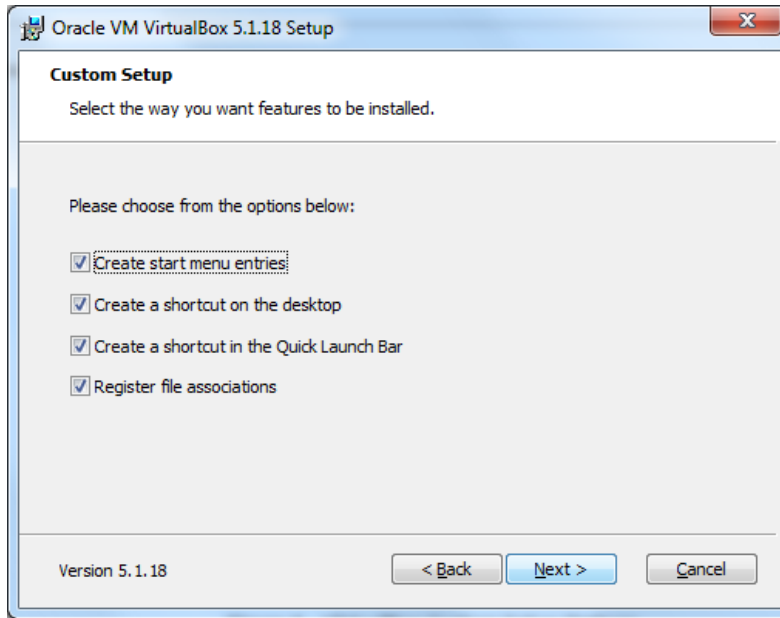 Oracle VM VirtualBox 5.1.18 Setup
Custom Setup
Select the way you want features to be installed.
Please choose from the options below:
Create start menu entries
Create a shortcut on the desktop
Create a shortcut in the Quick Launch Bar
Register file associations
Version 5.1.18
< Back
Next >
Cancel